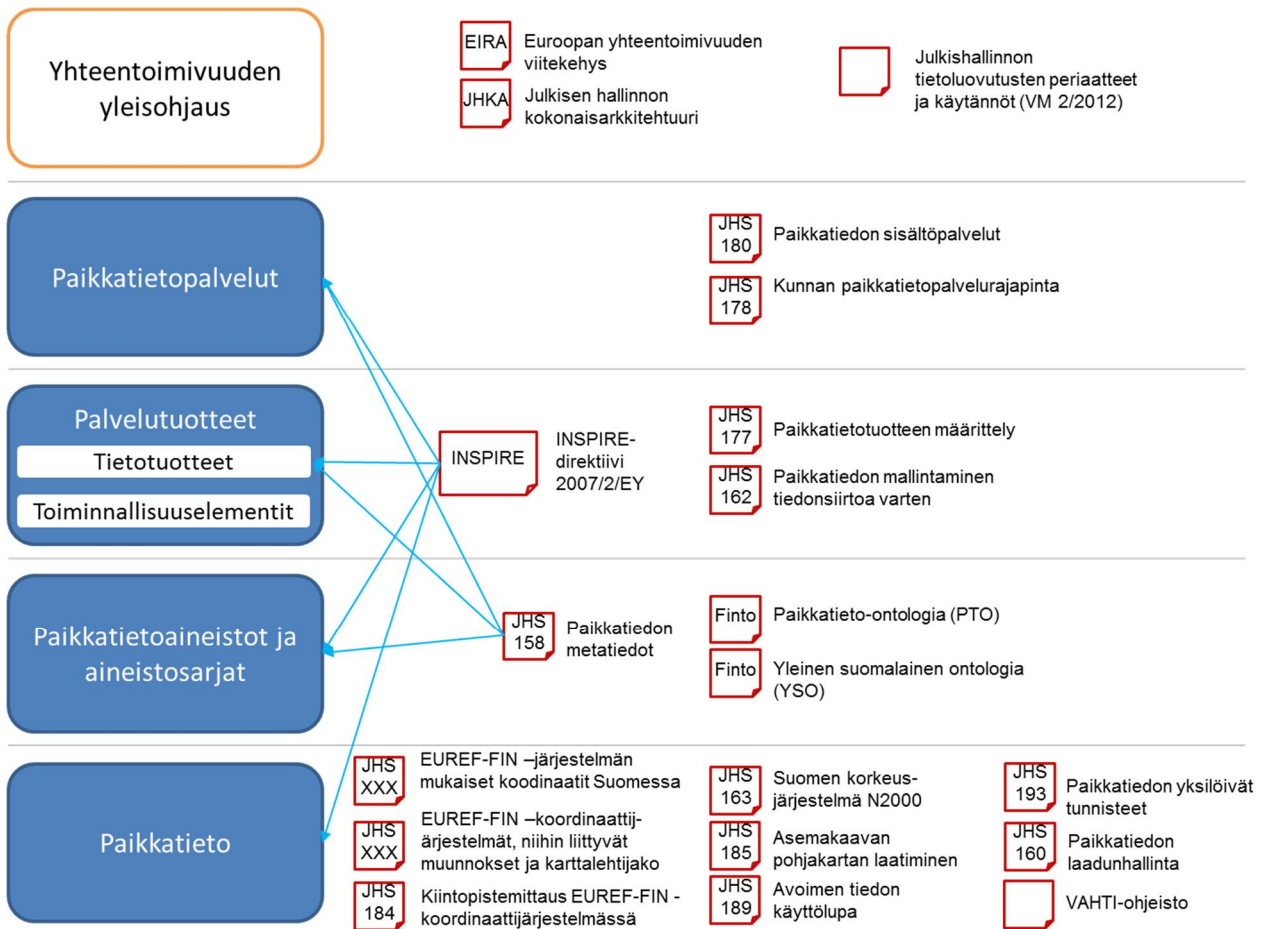 Yhteentoimivuuden
yleisohjaus
EIRA
Euroopan yhteentoimivuuden
viitekehys
JHKA
Julkisen hallinnon
kokonaisarkkitehtuuri
Julkishallinnon
tietoluovutusten periaatteet
ja käytännöt (VM 2/2012)
Paikkatietopalvelut
JHS
180
Paikkatiedon sisältöpalvelut
JHS
178
Kunnan paikkatietopalvelurajapinta
Palvelutuotteet
Tietotuotteet
Toiminnallisuuselementit
INSPIRE
INSPIRE-
direktiivi
2007/2/EY
JHS
177
Paikkatietotuotteen määrittely
JHS
162
Paikkatiedon mallintaminen
tiedonsiirtoa varten
Paikkatietoaineistot ja
aineistosarjat
JHS
158
Paikkatiedon
metatiedot
Finto
Paikkatieto-ontologia (PTO)
Finto
Yleinen suomalainen ontologia
(YSO)
Paikkatieto
JHS
XXX
EUREF-FIN –järjestelmän
mukaiset koodinaatit Suomessa
JHS
XXX
EUREF-FIN –koordinaattij-
ärjestelmät, niihin liittyvät
muunnokset ja karttalehtijako
JHS
184
Kiintopistemittaus EUREF-FIN -
koordinaattijärjestelmässä
JHS
163
Suomen korkeus-
järjestelmä N2000
JHS
185
Asemakaavan
pohjakartan laatiminen
JHS
189
Avoimen tiedon
käyttölupa
JHS
193
Paikkatiedon yksilöivät
tunnisteet
JHS
160
Paikkatiedon
laadunhallinta
VAHTI-ohjeisto